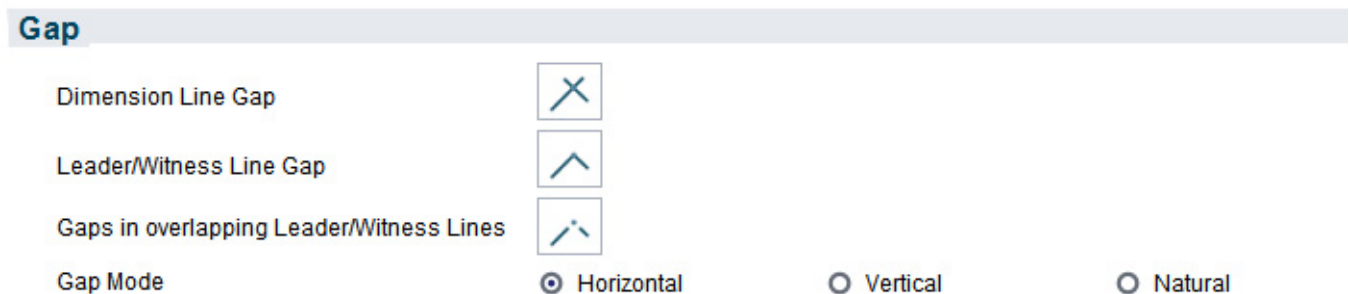 Gap
Dimension Line Gap
Leader/Witness Line Gap
Gaps in overlapping Leader/Witness Lines
Gap Mode Horizontal Vertical Natural